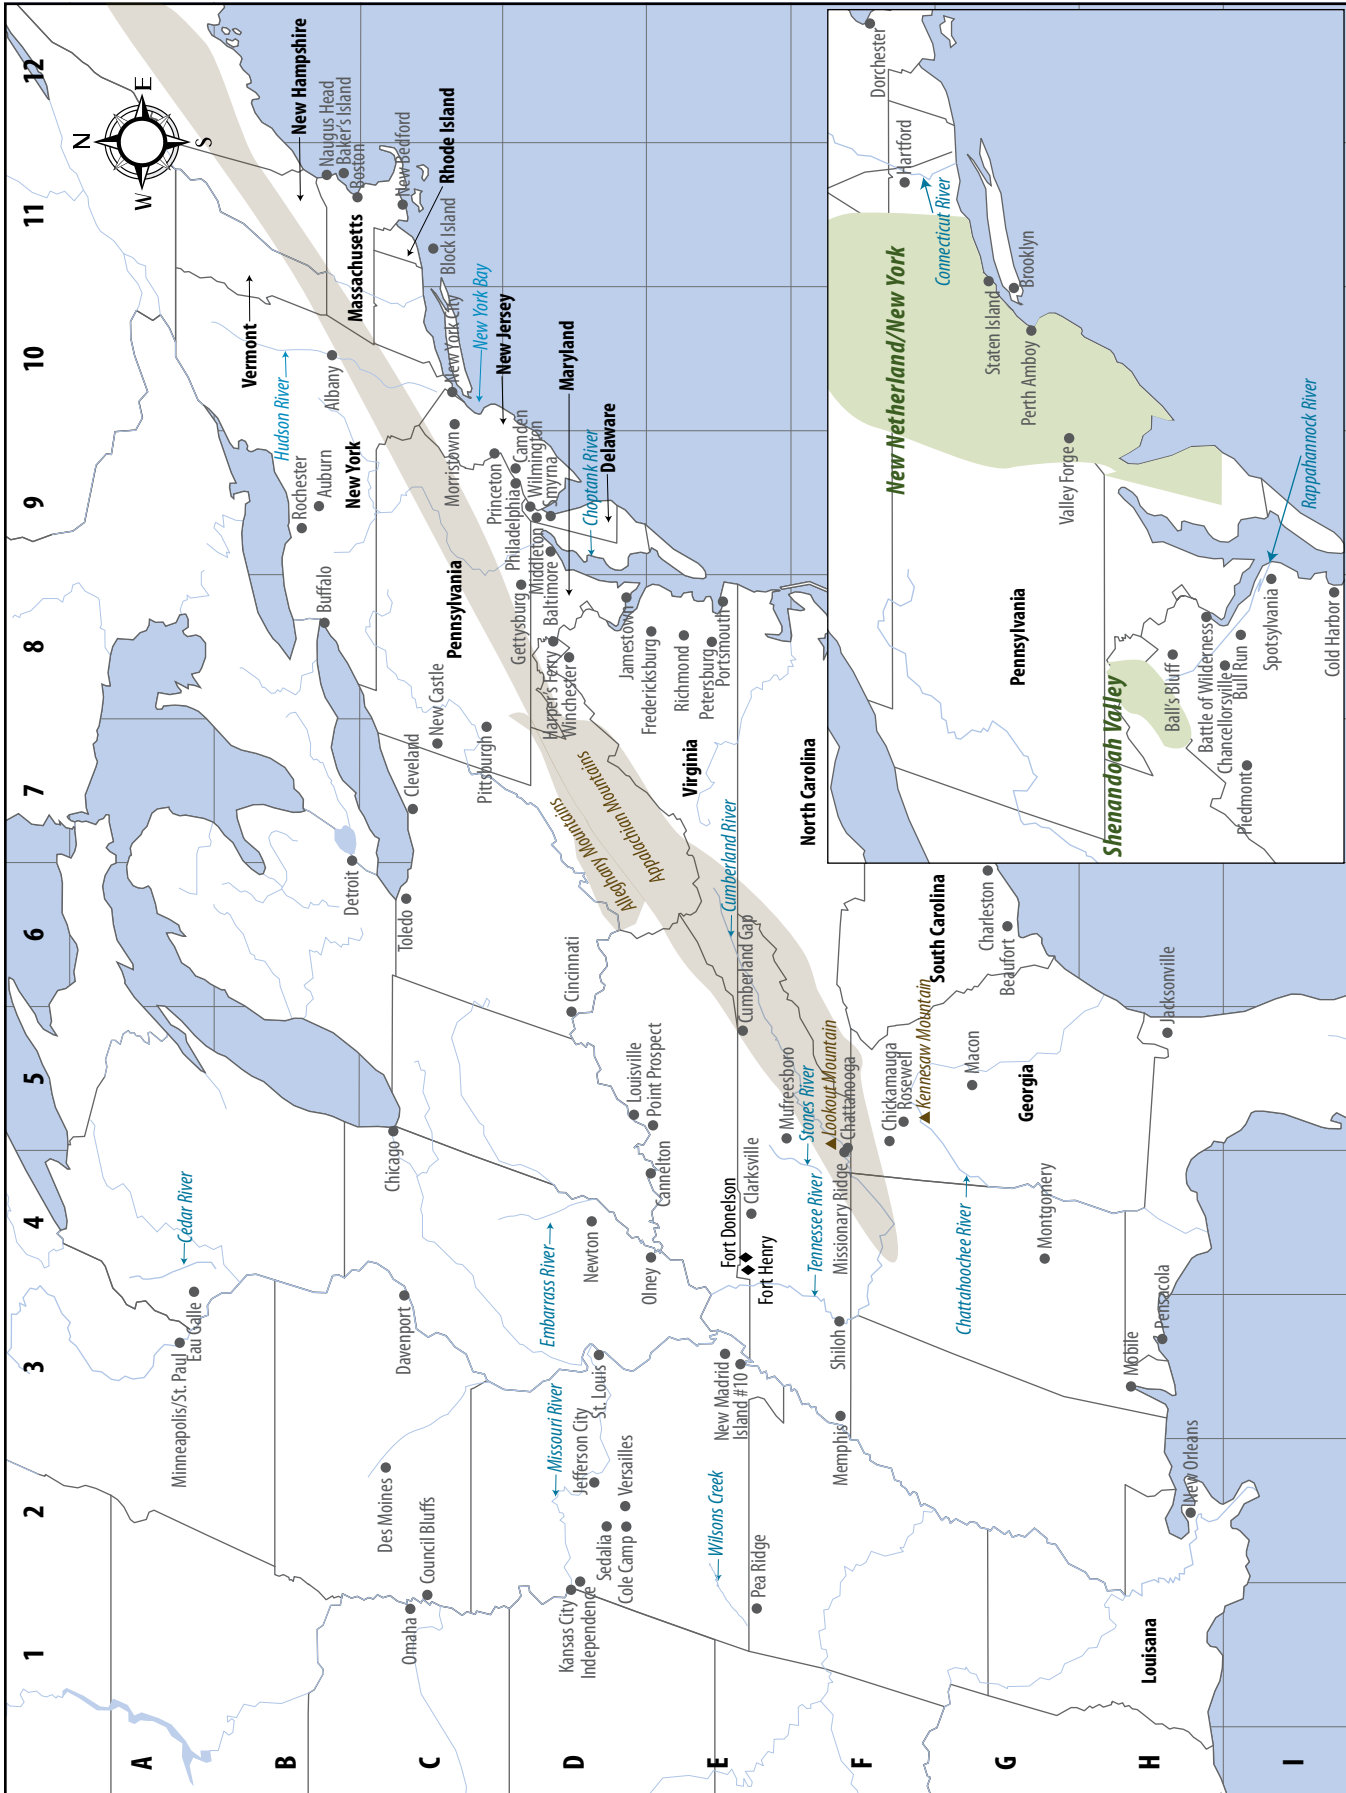 1
2
3
4
5
6
7
8
9
10
11
12
A
B
C
D
E
F
G
H
I
N
E
S
W
Minneapolis/St. Paul
Eau Galle
Cedar River
Davenport
Des Moines
Council Bluffs
Omaha
Chicago
Detroit
Toledo
Cleveland
Buffalo
Rochester
Auburn
New York
Hudson River
Albany
Vermont
New Hampshire
Naugus Head
Baker's Island
Boston
Massachusetts
New Bedford
Rhode Island
Block Island
New York City
New York Bay
New Jersey
Maryland
Delaware
Choptank River
Morristown
Princeton
Camden
Philadelphia
Wilmington
Smyrna
Middleton
Baltimore
Pennsylvania
New Castle
Pittsburgh
Gettysburg
Harper's Ferry
Winchester
Jamestown
Fredericksburg
Richmond
Petersburg
Portsmouth
Virginia
North Carolina
Alleghany Mountains
Appalachian Mountains
Cumberland River
Cumberland Gap
Cincinnati
Louisville
Point Prospect
Cannelton
Newton
Olney
Embarrass River
Missouri River
St. Louis
Jefferson City
Versailles
Sedalia
Cole Camp
Kansas City
Independence
Wilsons Creek
Pea Ridge
New Madrid
Island #10
Fort Donelson
Fort Henry
Clarksville
Mufreesboro
Stones River
Tennessee River
Lookout Mountain
Chattanooga
Missionary Ridge
Shiloh
Memphis
Chickamauga
Rosewell
Kennesaw Mountain
Chattahoochee River
Macon
Georgia
Montgomery
South Carolina
Charleston
Beaufort
Jacksonville
Pensacola
Mobile
New Orleans
Louisana
Dorchester
Hartford
Connecticut River
New Netherland/New York
Staten Island
Brooklyn
Perth Amboy
Valley Forge
Pennsylvania
Shenandoah Valley
Ball's Bluff
Battle of Wilderness
Chancellorsville
Bull Run
Piedmont
Spotsylvania
Cold Harbor
Rappahannock River